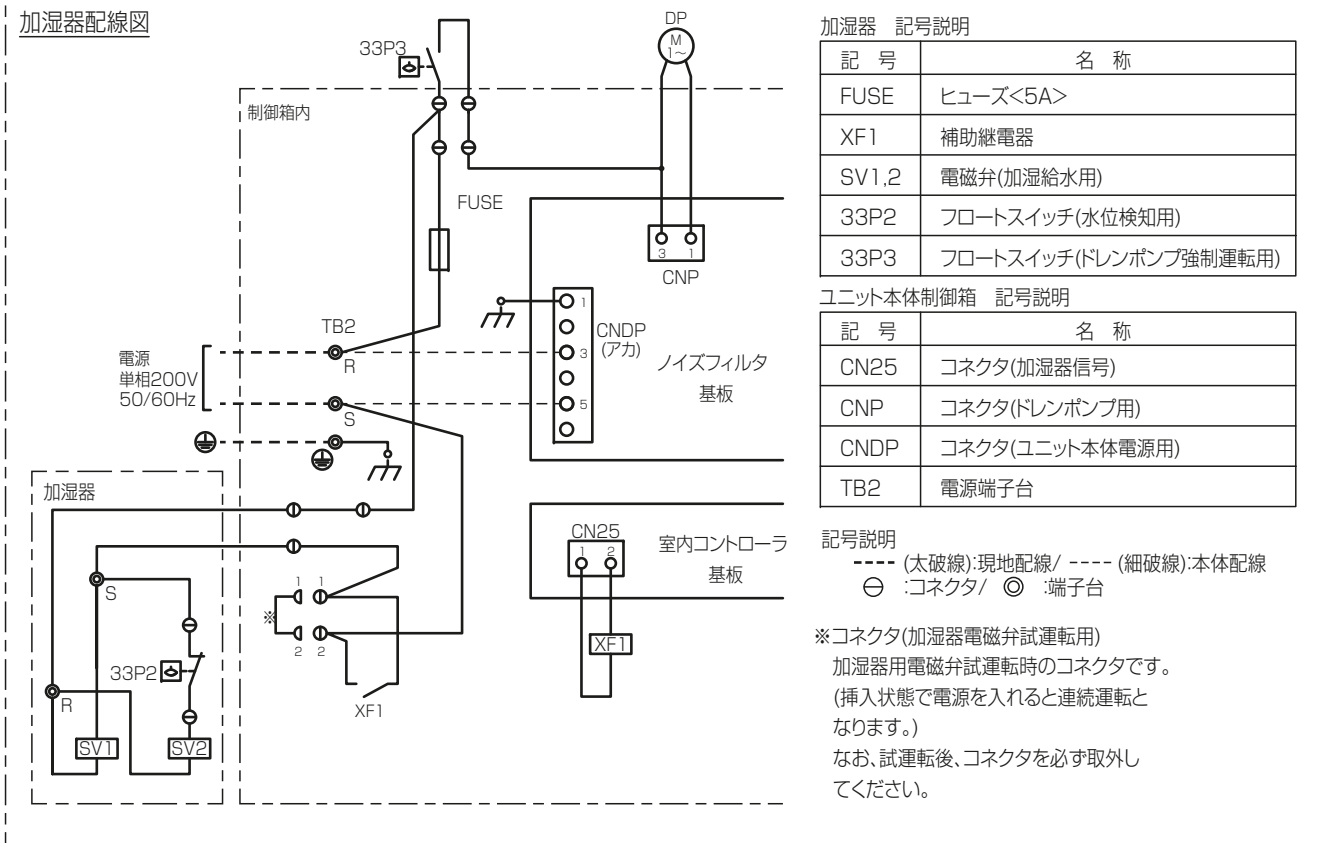 加湿器配線図
33P3
DP
M
1~
制御箱内
FUSE
3 1
CNP
TB2
1
CNDP
(アカ)
3
5
ノイズフィルタ
基板
電源
単相200V
50/60Hz
R
S
加湿器
CN25
1 2
室内コントローラ
基板
S
1 1
※
2 2
33P2
XF1
R
XF1
SV1
SV2
加湿器 記号説明
記 号 名 称
FUSE ヒューズ<5A>
XF1 補助継電器
SV1,2 電磁弁(加湿給水用)
33P2 フロートスイッチ(水位検知用)
33P3 フロートスイッチ(ドレンポンプ強制運転用)
ユニット本体制御箱 記号説明
記 号 名 称
CN25 コネクタ(加湿器信号)
CNP コネクタ(ドレンポンプ用)
CNDP コネクタ(ユニット本体電源用)
TB2 電源端子台
記号説明
---- (太破線):現地配線/ ---- (細破線):本体配線
:コネクタ/ ◎ :端子台
※コネクタ(加湿器電磁弁試運転用)
加湿器用電磁弁試運転時のコネクタです。
(挿入状態で電源を入れると連続運転と
なります。)
なお、試運転後、コネクタを必ず取外し
てください。